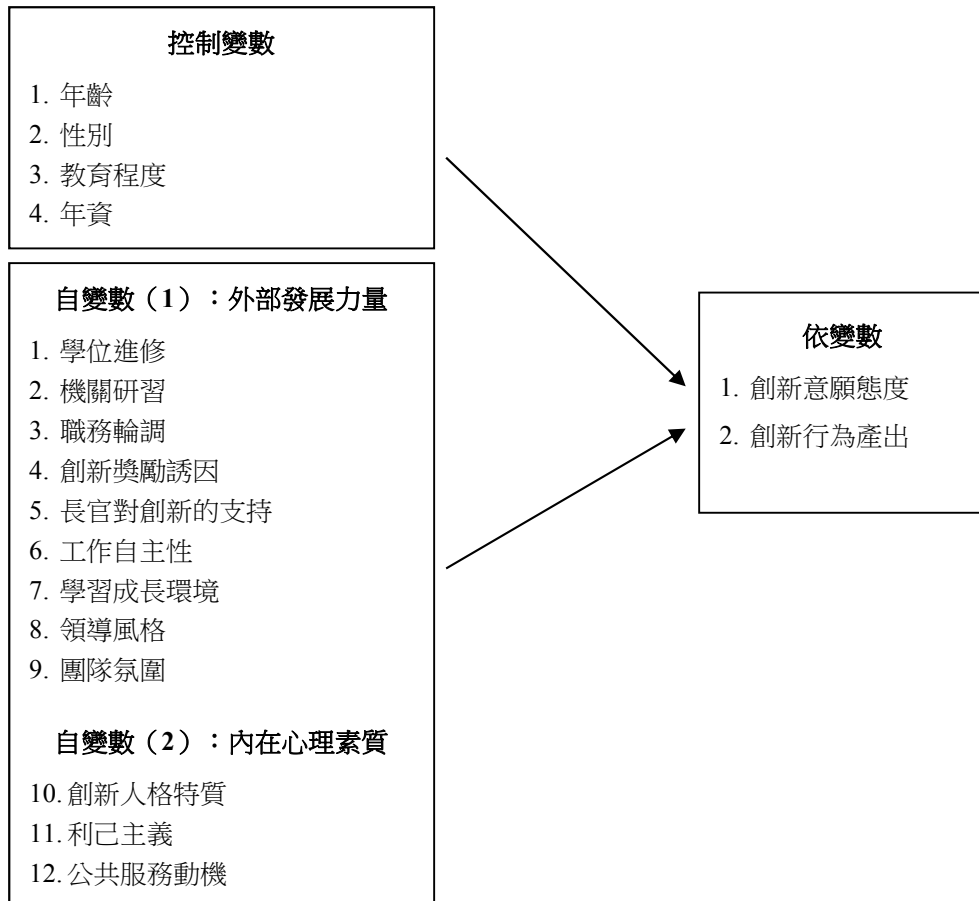 控制變數
1. 年齡
2. 性別
3. 教育程度
4. 年資
自變數（1）：外部發展力量
1. 學位進修
2. 機關研習
3. 職務輪調
4. 創新獎勵誘因
5. 長官對創新的支持
6. 工作自主性
7. 學習成長環境
8. 領導風格
9. 團隊氛圍
自變數（2）：內在心理素質
10. 創新人格特質
11. 利己主義
12. 公共服務動機
依變數
1. 創新意願態度
2. 創新行為產出